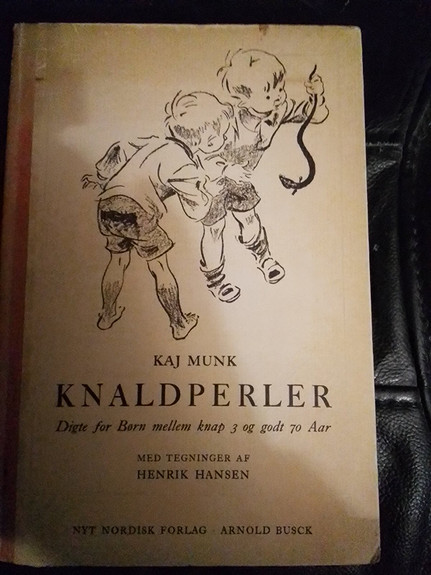 KAJ MUNK
KNALDPERLER
Digte for Børn mellem knap 3 og godt 70 Aar
MED TEGNINGER AF
HENRIK HANSEN
NYT NORDISK FORLAG · ARNOLD BUSCK